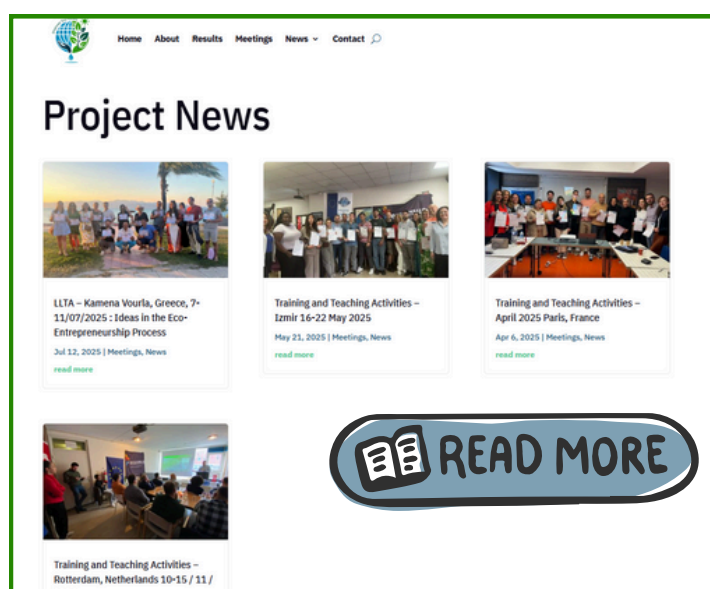 Home About Results Meetings News Contact
Project News
LLTA – Kamena Vourla, Greece, 7-
11/07/2025 : Ideas in the Eco-
Entrepreneurship Process
Jul 12, 2025 | Meetings, News
read more
Training and Teaching Activities –
Izmir 16-22 May 2025
May 21, 2025 | Meetings, News
read more
Training and Teaching Activities –
April 2025 Paris, France
Apr 6, 2025 | Meetings, News
read more
Training and Teaching Activities –
Rotterdam, Netherlands 10-15 / 11 /
READ MORE